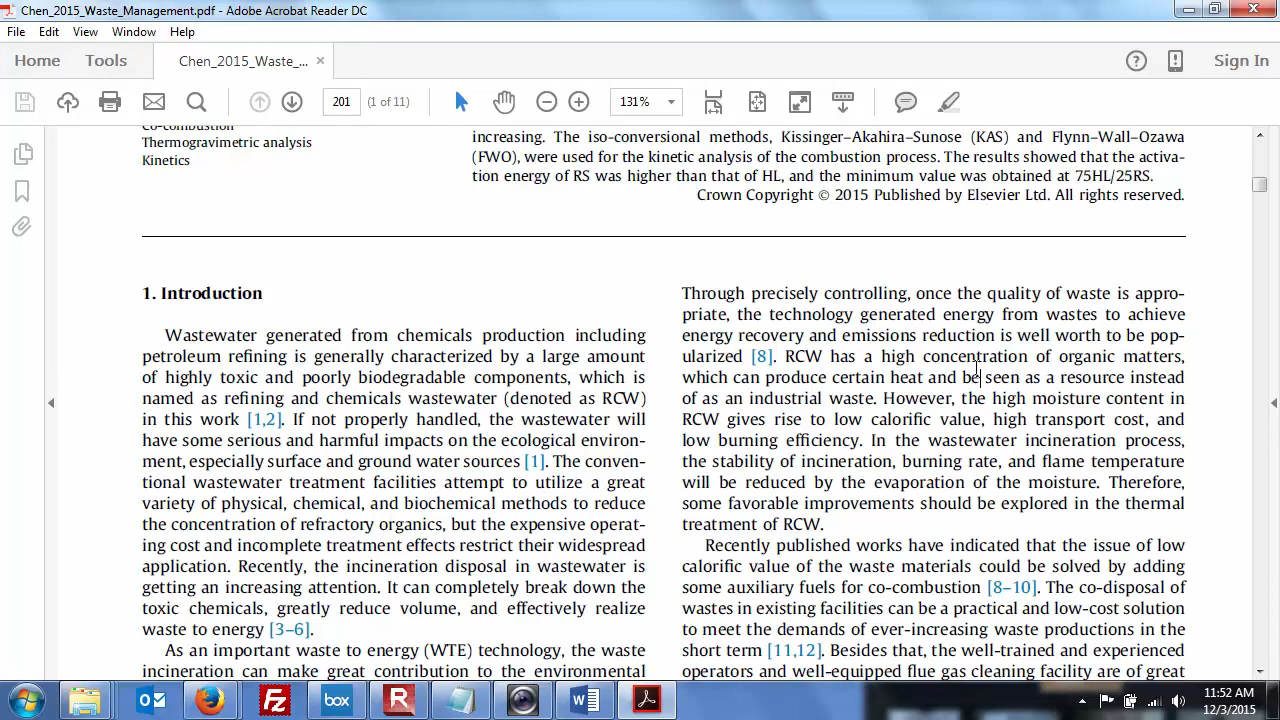 Chen_2015_Waste_Management.pdf - Adobe Acrobat Reader DC
File Edit View Window Help
Home Tools Chen_2015_Waste_... × Sign In
201 (1 of 11) 131%
Co-combustion
Thermogravimetric analysis
Kinetics
increasing. The iso-conversional methods, Kissinger–Akahira–Sunose (KAS) and Flynn–Wall–Ozawa
(FWO), were used for the kinetic analysis of the combustion process. The results showed that the activa-
tion energy of RS was higher than that of HL, and the minimum value was obtained at 75HL/25RS.
Crown Copyright © 2015 Published by Elsevier Ltd. All rights reserved.
1. Introduction
Wastewater generated from chemicals production including
petroleum refining is generally characterized by a large amount
of highly toxic and poorly biodegradable components, which is
named as refining and chemicals wastewater (denoted as RCW)
in this work [1,2]. If not properly handled, the wastewater will
have some serious and harmful impacts on the ecological environ-
ment, especially surface and ground water sources [1]. The conven-
tional wastewater treatment facilities attempt to utilize a great
variety of physical, chemical, and biochemical methods to reduce
the concentration of refractory organics, but the expensive operat-
ing cost and incomplete treatment effects restrict their widespread
application. Recently, the incineration disposal in wastewater is
getting an increasing attention. It can completely break down the
toxic chemicals, greatly reduce volume, and effectively realize
waste to energy [3–6].
As an important waste to energy (WTE) technology, the waste
incineration can make great contribution to the environmental
Through precisely controlling, once the quality of waste is appro-
priate, the technology generated energy from wastes to achieve
energy recovery and emissions reduction is well worth to be pop-
ularized [8]. RCW has a high concentration of organic matters,
which can produce certain heat and be seen as a resource instead
of as an industrial waste. However, the high moisture content in
RCW gives rise to low calorific value, high transport cost, and
low burning efficiency. In the wastewater incineration process,
the stability of incineration, burning rate, and flame temperature
will be reduced by the evaporation of the moisture. Therefore,
some favorable improvements should be explored in the thermal
treatment of RCW.
Recently published works have indicated that the issue of low
calorific value of the waste materials could be solved by adding
some auxiliary fuels for co-combustion [8–10]. The co-disposal of
wastes in existing facilities can be a practical and low-cost solution
to meet the demands of ever-increasing waste productions in the
short term [11,12]. Besides that, the well-trained and experienced
operators and well-equipped flue gas cleaning facility are of great
box
11:52 AM
12/3/2015